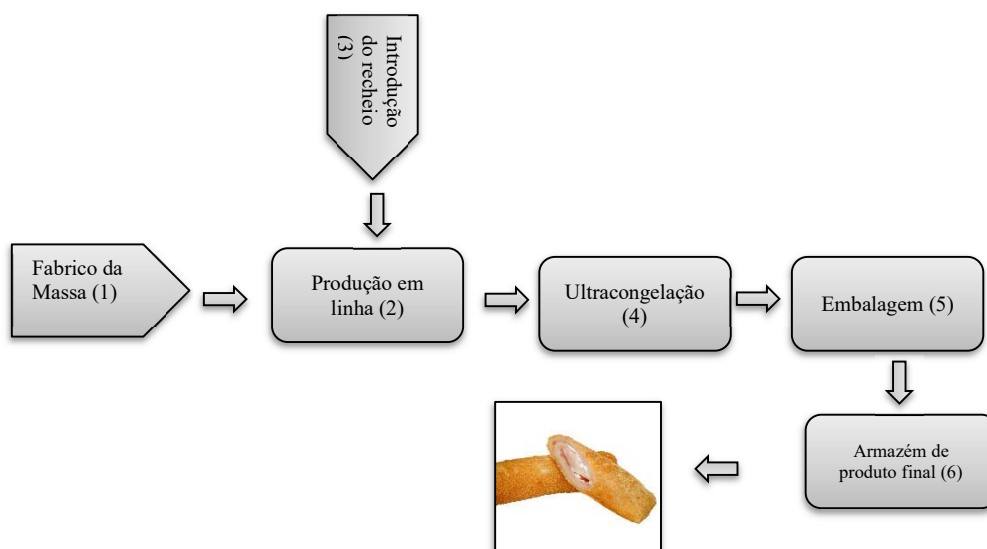 Introdução
do recheio
(3)
Fabrico da
Massa (1)
Produção em
linha (2)
Ultracongelação
(4)
Embalagem (5)
Armazém de
produto final (6)